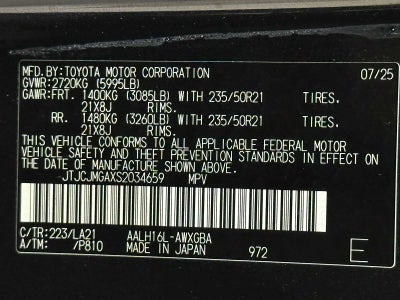 MFD.BY:TOYOTA MOTOR CORPORATION 07/25
GVWR:2720KG (5995LB)
GAWR:FRT. 1400KG (3085LB) WITH 235/50R21 TIRES.
21X8J RIMS.
RR. 1480KG (3260LB) WITH 235/50R21 TIRES.
21X8J RIMS.
THIS VEHICLE CONFORMS TO ALL APPLICABLE FEDERAL MOTOR
VEHICLE SAFETY AND THEFT PREVENTION STANDARDS IN EFFECT
ON THE DATE OF MANUFACTURE SHOWN ABOVE.
JTJCJMGAXS2034659 MPV
C/TR:223/LA21 AALH16L-AWXGBA
A/TM: /P810 MADE IN JAPAN 972 E